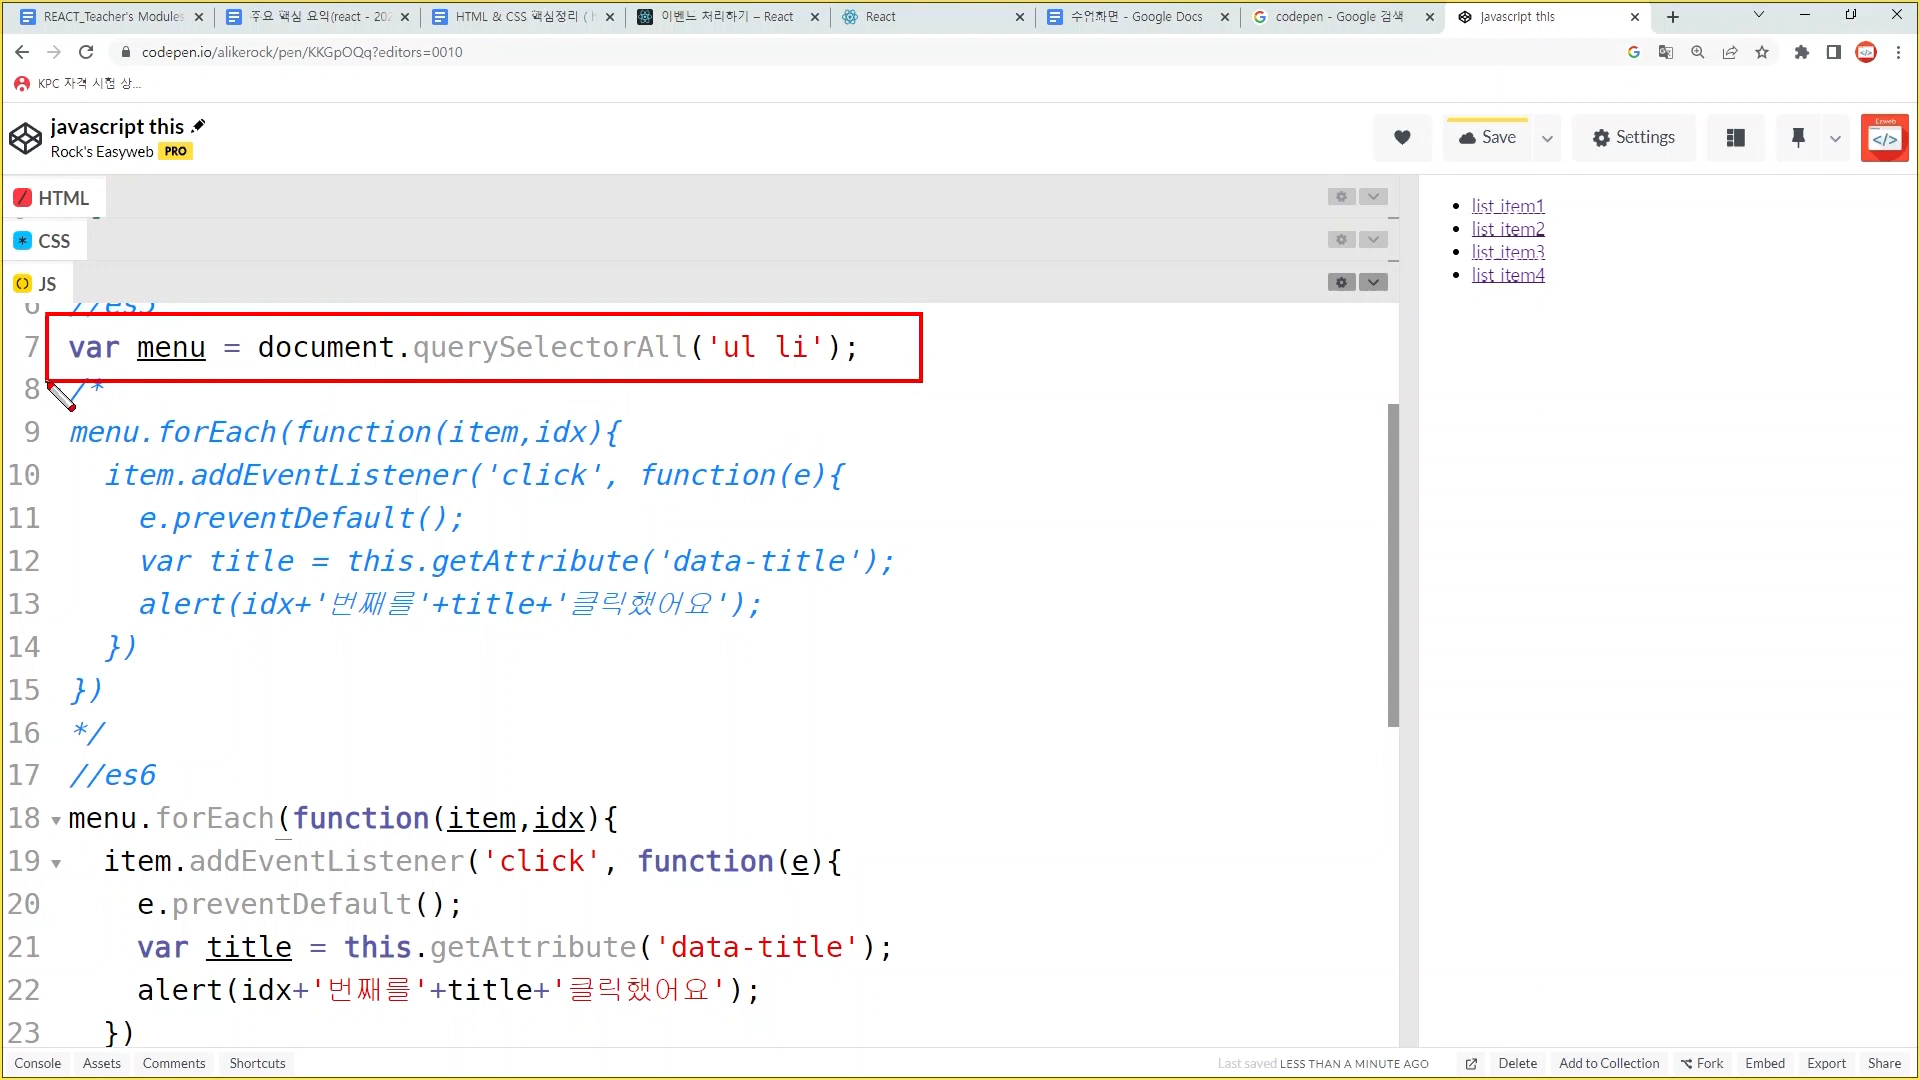 REACT_Teacher's Modules
주요 핵심 요약(react - 202
HTML & CSS 핵심정리 (
이벤트 처리하기 – React
React
수업화면 - Google Docs
codepen - Google 검색
Javascript this
codepen.io/alikerock/pen/KKGpOQq?editors=0010
KPC 자격 시험 상...
javascript this
Rock's Easyweb PRO
Save
Settings
HTML
CSS
JS
6 //es5
7 var menu = document.querySelectorAll('ul li');
8 /*
9 menu.forEach(function(item,idx){
10 item.addEventListener('click', function(e){
11 e.preventDefault();
12 var title = this.getAttribute('data-title');
13 alert(idx+'번째를'+title+'클릭했어요');
14 })
15 })
16 */
17 //es6
18 menu.forEach(function(item,idx){
19 item.addEventListener('click', function(e){
20 e.preventDefault();
21 var title = this.getAttribute('data-title');
22 alert(idx+'번째를'+title+'클릭했어요');
23 })
list item1
list item2
list item3
list item4
Console Assets Comments Shortcuts
Last saved LESS THAN A MINUTE AGO
Delete Add to Collection Fork Embed Export Share